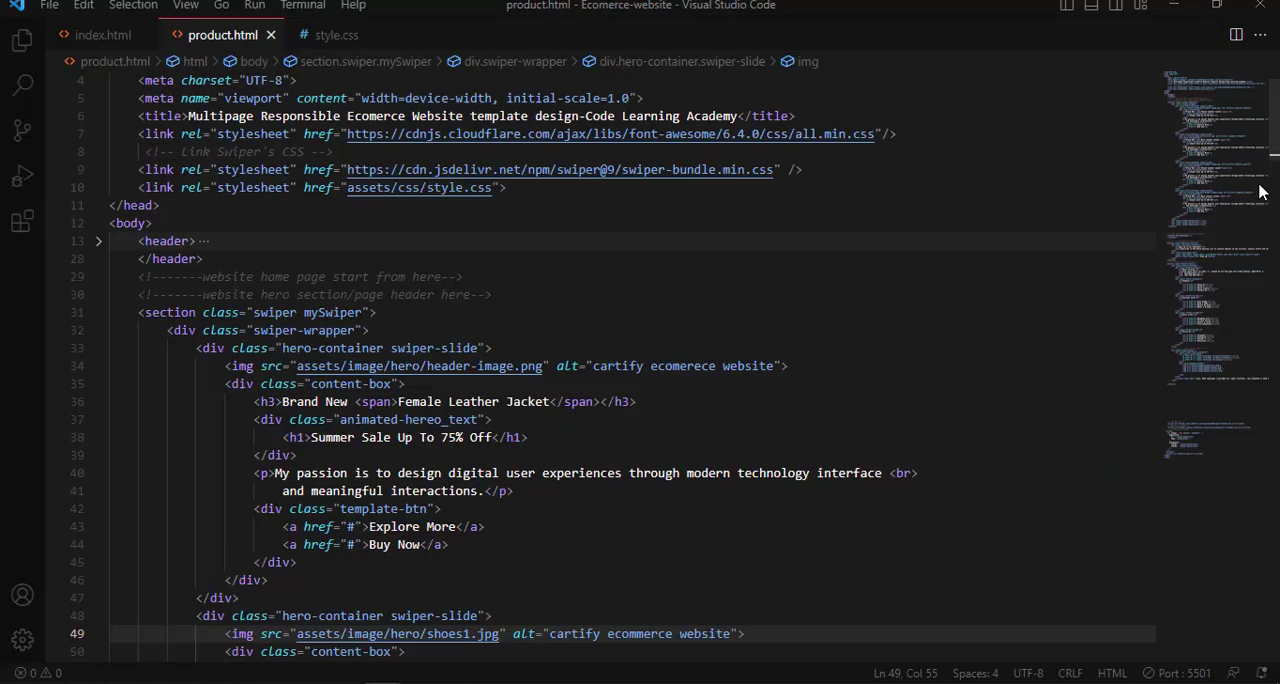 File Edit Selection View Go Run Terminal Help product.html - Ecomerce-website - Visual Studio Code
index.html product.html style.css
product.html html body section.swiper.mySwiper div.swiper-wrapper div.hero-container.swiper-slide img
4 <meta charset="UTF-8">
5 <meta name="viewport" content="width=device-width, initial-scale=1.0">
6 <title>Multipage Responsible Ecomerce Website template design-Code Learning Academy</title>
7 <link rel="stylesheet" href="https://cdnjs.cloudflare.com/ajax/libs/font-awesome/6.4.0/css/all.min.css"/>
8 <!-- Link Swiper's CSS -->
9 <link rel="stylesheet" href="https://cdn.jsdelivr.net/npm/swiper@9/swiper-bundle.min.css" />
10 <link rel="stylesheet" href="assets/css/style.css">
11 </head>
12 <body>
13 <header>...
28 </header>
29 <!-------website home page start from here-->
30 <!-------website hero section/page header here-->
31 <section class="swiper mySwiper">
32 <div class="swiper-wrapper">
33 <div class="hero-container swiper-slide">
34 <img src="assets/image/hero/header-image.png" alt="cartify ecomerece website">
35 <div class="content-box">
36 <h3>Brand New <span>Female Leather Jacket</span></h3>
37 <div class="animated-hereo_text">
38 <h1>Summer Sale Up To 75% Off</h1>
39 </div>
40 <p>My passion is to design digital user experiences through modern technology interface <br>
41 and meaningful interactions.</p>
42 <div class="template-btn">
43 <a href="#">Explore More</a>
44 <a href="#">Buy Now</a>
45 </div>
46 </div>
47 </div>
48 <div class="hero-container swiper-slide">
49 <img src="assets/image/hero/shoes1.jpg" alt="cartify ecommerce website">
50 <div class="content-box">
0 0 Ln 49, Col 55 Spaces: 4 UTF-8 CRLF HTML Port : 5501